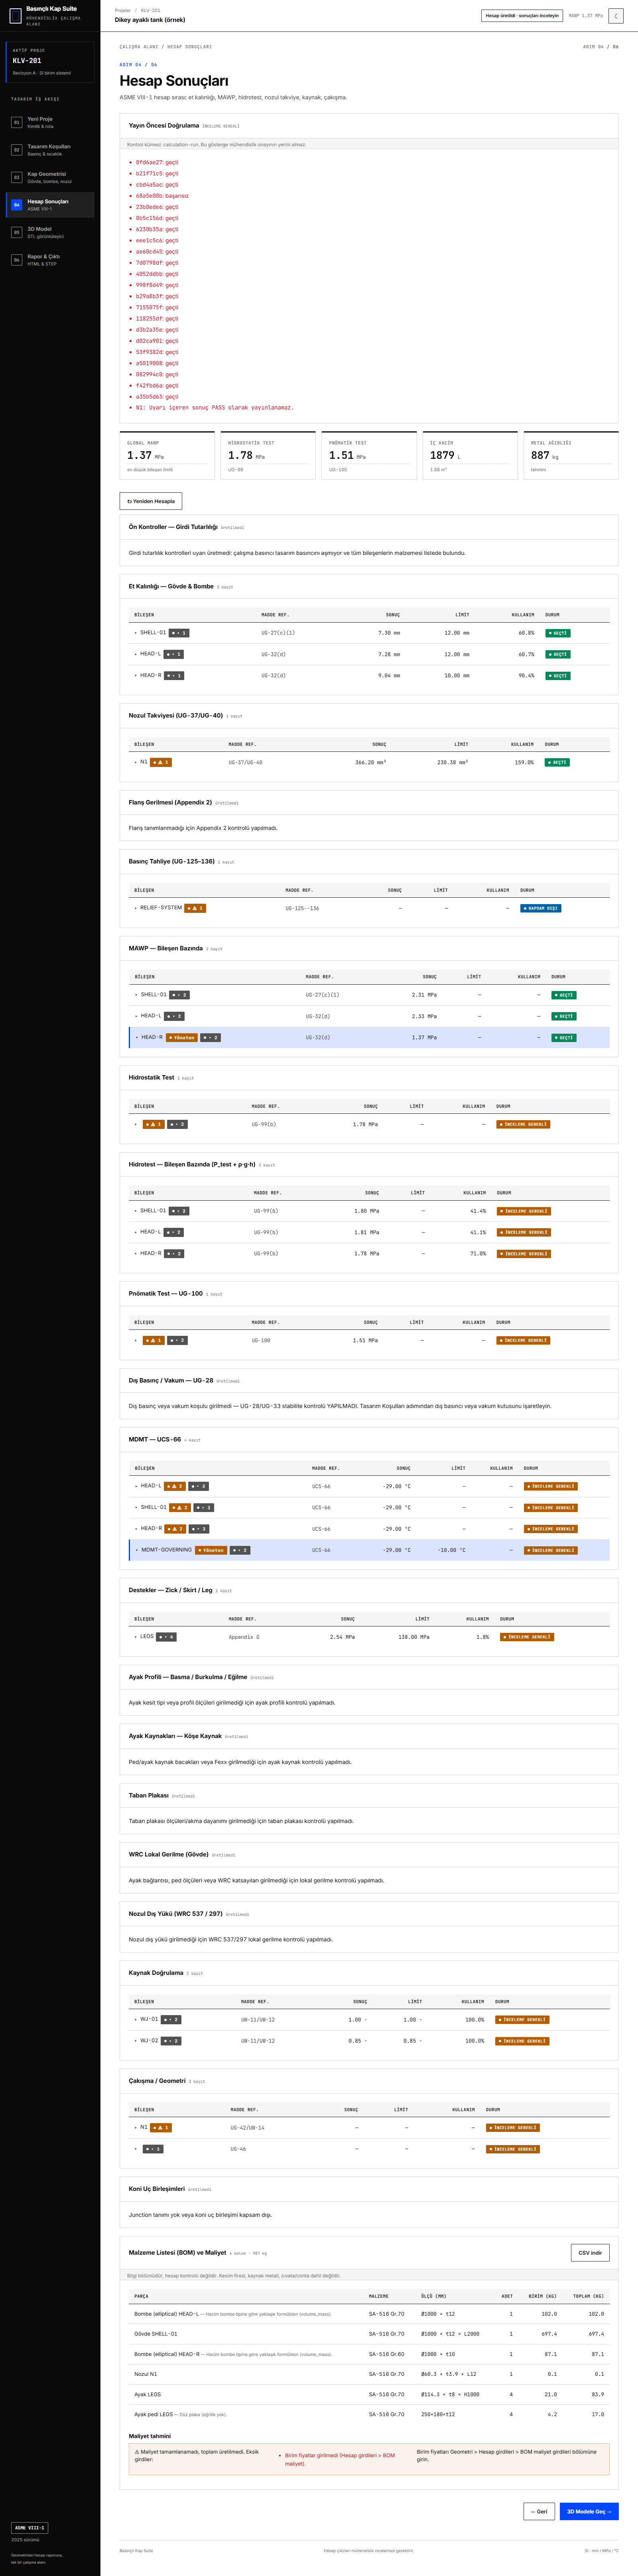 Basınçlı Kap Suite
MÜHENDİSLİK ÇALIŞMA ALANI
AKTİF PROJE
KLV-201
Revizyon A · SI birim sistemi
TASARIM İŞ AKIŞI
01 Yeni Proje
Kimlik & rota
02 Tasarım Koşulları
Basınç & sıcaklık
03 Kap Geometrisi
Gövde, bombe, nozul
04 Hesap Sonuçları
ASME VIII-1
05 3D Model
STL görüntüleyici
06 Rapor & Çıktı
HTML & STEP
ASME VIII-1
2025 sürümü
Projeler / KLV-201
Dikey ayaklı tank (örnek)
Hesap üretildi · sonuçları inceleyin
MAWP 1.37 MPa
ÇALIŞMA ALANI / HESAP SONUÇLARI
ADIM 04 / 06
ADIM 04 / 06
Hesap Sonuçları
ASME VIII-1 hesap sırası: et kalınlığı, MAWP, hidrotest, nozul takviye, kaynak, çakışma.
Yayın Öncesi Doğrulama İNCELEME GEREKLİ
Kontrol kümesi: calculation-run. Bu gösterge mühendislik onayının yerini almaz.
0fd6ae27: geçti
b21f71c5: geçti
cbd4a5ac: geçti
68a5e00b: başarısız
23b0ede6: geçti
0b5c156d: geçti
6230b35a: geçti
eee1c5c6: geçti
ae60cd45: geçti
7d0798df: geçti
4052ddbb: geçti
998f8d49: geçti
b29a8b3f: geçti
7155075f: geçti
118255df: geçti
d3b2a35e: geçti
d02ca901: geçti
53f9382d: geçti
a5019008: geçti
082994c0: geçti
f42fbd6a: geçti
a15b5d63: geçti
N1: Uyarı içeren sonuç PASS olarak yayınlanamaz.
GLOBAL MAWP
1.37 MPa
en düşük bileşen limiti
HİDROSTATİK TEST
1.78 MPa
UG-99
PNÖMATİK TEST
1.51 MPa
UG-100
İÇ HACİM
1879 L
1.88 m³
METAL AĞIRLIĞI
887 kg
tahmini
↻ Yeniden Hesapla
Ön Kontroller — Girdi Tutarlılığı üretilmedi
Girdi tutarlılık kontrolleri uyarı üretmedi: çalışma basıncı tasarım basıncını aşmıyor ve tüm bileşenlerin malzemesi listede bulundu.
Et Kalınlığı — Gövde & Bombe 3 kayıt
BİLEŞEN MADDE REF. SONUÇ LİMİT KULLANIM DURUM
SHELL-01 1 UG-27(c)(1) 7.30 mm 12.00 mm 60.8% GEÇTİ
HEAD-L 1 UG-32(d) 7.28 mm 12.00 mm 60.7% GEÇTİ
HEAD-R 1 UG-32(d) 9.04 mm 10.00 mm 90.4% GEÇTİ
Nozul Takviyesi (UG-37/UG-40) 1 kayıt
BİLEŞEN MADDE REF. SONUÇ LİMİT KULLANIM DURUM
N1 ⚠ 1 UG-37/UG-40 366.20 mm² 230.38 mm² 159.0% GEÇTİ
Flanş Gerilmesi (Appendix 2) üretilmedi
Flanş tanımlanmadığı için Appendix 2 kontrolü yapılmadı.
Basınç Tahliye (UG-125–136) 1 kayıt
BİLEŞEN MADDE REF. SONUÇ LİMİT KULLANIM DURUM
RELIEF-SYSTEM ⚠ 1 UG-125--136 — — — KAPSAM DIŞI
MAWP — Bileşen Bazında 3 kayıt
BİLEŞEN MADDE REF. SONUÇ LİMİT KULLANIM DURUM
SHELL-01 2 UG-27(c)(1) 2.31 MPa — — GEÇTİ
HEAD-L 2 UG-32(d) 2.33 MPa — — GEÇTİ
HEAD-R Yöneten 2 UG-32(d) 1.37 MPa — — GEÇTİ
Hidrostatik Test 1 kayıt
BİLEŞEN MADDE REF. SONUÇ LİMİT KULLANIM DURUM
⚠ 1 3 UG-99(b) 1.78 MPa — — İNCELEME GEREKLİ
Hidrotest — Bileşen Bazında (P_test + ρ·g·h) 3 kayıt
BİLEŞEN MADDE REF. SONUÇ LİMİT KULLANIM DURUM
SHELL-01 2 UG-99(b) 1.80 MPa — 41.4% İNCELEME GEREKLİ
HEAD-L 2 UG-99(b) 1.81 MPa — 41.1% İNCELEME GEREKLİ
HEAD-R 2 UG-99(b) 1.78 MPa — 71.0% İNCELEME GEREKLİ
Pnömatik Test — UG-100 1 kayıt
BİLEŞEN MADDE REF. SONUÇ LİMİT KULLANIM DURUM
⚠ 1 2 UG-100 1.51 MPa — — İNCELEME GEREKLİ
Dış Basınç / Vakum — UG-28 üretilmedi
Dış basınç veya vakum koşulu girilmedi — UG-28/UG-33 stabilite kontrolü YAPILMADI. Tasarım Koşulları adımından dış basıncı veya vakum kutusunu işaretleyin.
MDMT — UCS-66 4 kayıt
BİLEŞEN MADDE REF. SONUÇ LİMİT KULLANIM DURUM
HEAD-L ⚠ 2 3 UCS-66 -29.00 °C — — İNCELEME GEREKLİ
SHELL-01 ⚠ 2 3 UCS-66 -29.00 °C — — İNCELEME GEREKLİ
HEAD-R ⚠ 2 3 UCS-66 -29.00 °C — — İNCELEME GEREKLİ
MDMT-GOVERNING Yöneten 2 UCS-66 -29.00 °C -10.00 °C — İNCELEME GEREKLİ
Destekler — Zick / Skirt / Leg 1 kayıt
BİLEŞEN MADDE REF. SONUÇ LİMİT KULLANIM DURUM
LEGS 4 Appendix G 2.54 MPa 138.00 MPa 1.8% İNCELEME GEREKLİ
Ayak Profili — Basma / Burkulma / Eğilme üretilmedi
Ayak kesit tipi veya profil ölçüleri girilmediği için ayak profili kontrolü yapılmadı.
Ayak Kaynakları — Köşe Kaynak üretilmedi
Ped/ayak kaynak bacakları veya Fexx girilmediği için ayak kaynak kontrolü yapılmadı.
Taban Plakası üretilmedi
Taban plakası ölçüleri/akma dayanımı girilmediği için taban plakası kontrolü yapılmadı.
WRC Lokal Gerilme (Gövde) üretilmedi
Ayak bağlantısı, ped ölçüleri veya WRC katsayıları girilmediği için lokal gerilme kontrolü yapılmadı.
Nozul Dış Yükü (WRC 537 / 297) üretilmedi
Nozul dış yükü girilmediği için WRC 537/297 lokal gerilme kontrolü yapılmadı.
Kaynak Doğrulama 2 kayıt
BİLEŞEN MADDE REF. SONUÇ LİMİT KULLANIM DURUM
WJ-01 2 UW-11/UW-12 1.00 - 1.00 - 100.0% İNCELEME GEREKLİ
WJ-02 2 UW-11/UW-12 0.85 - 0.85 - 100.0% İNCELEME GEREKLİ
Çakışma / Geometri 2 kayıt
BİLEŞEN MADDE REF. SONUÇ LİMİT KULLANIM DURUM
N1 ⚠ 1 UG-42/UW-14 — — — İNCELEME GEREKLİ
1 UG-46 — — — İNCELEME GEREKLİ
Koni Uç Birleşimleri üretilmedi
Junction tanımı yok veya koni uç birleşimi kapsam dışı.
Malzeme Listesi (BOM) ve Maliyet 6 kalem · 987 kg
CSV indir
Bilgi bölümüdür, hesap kontrolü değildir. Kesim firesi, kaynak metali, cıvata/conta dahil değildir.
PARÇA MALZEME ÖLÇÜ (MM) ADET BİRİM (KG) TOPLAM (KG)
Bombe (elliptical) HEAD-L — Hacim bombe tipine göre yaklaşık formülden (volume_mass). SA-516 Gr.70 Ø1000 × t12 1 102.0 102.0
Gövde SHELL-01 SA-516 Gr.70 Ø1000 × t12 × L2000 1 697.4 697.4
Bombe (elliptical) HEAD-R — Hacim bombe tipine göre yaklaşık formülden (volume_mass). SA-516 Gr.60 Ø1000 × t10 1 87.1 87.1
Nozul N1 SA-516 Gr.70 Ø60.3 × t3.9 × L12 1 0.1 0.1
Ayak LEGS SA-516 Gr.70 Ø114.3 × t8 × H1000 4 21.0 83.9
Ayak pedi LEGS — Düz plaka (eğrilik yok). SA-516 Gr.70 250×180×t12 4 4.2 17.0
Maliyet tahmini
⚠ Maliyet tamamlanamadı, toplam üretilmedi. Eksik girdiler:
Birim fiyatlar girilmedi (Hesap girdileri > BOM maliyet).
Birim fiyatları Geometri > Hesap girdileri > BOM maliyet girdileri bölümüne girin.
← Geri
3D Modele Geç →
Basınçlı Kap Suite
Hesap çıktıları mühendislik incelemesi gerektirir.
SI · mm / MPa / °C